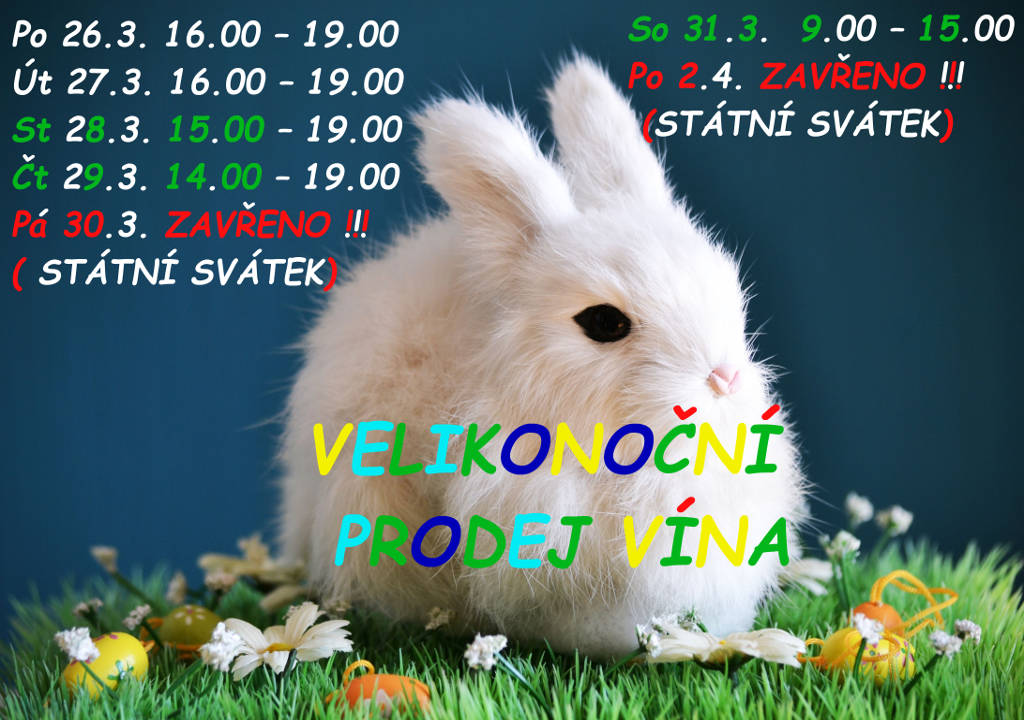 Po 26.3. 16.00 - 19.00
Út 27.3. 16.00 - 19.00
St 28.3. 15.00 - 19.00
Čt 29.3. 14.00 - 19.00
Pá 30.3. ZAVŘENO !!!
( STÁTNÍ SVÁTEK)
So 31.3. 9.00 - 15.00
Po 2.4. ZAVŘENO !!!
(STÁTNÍ SVÁTEK)
VELIKONOČNÍ
PRODEJ VÍNA